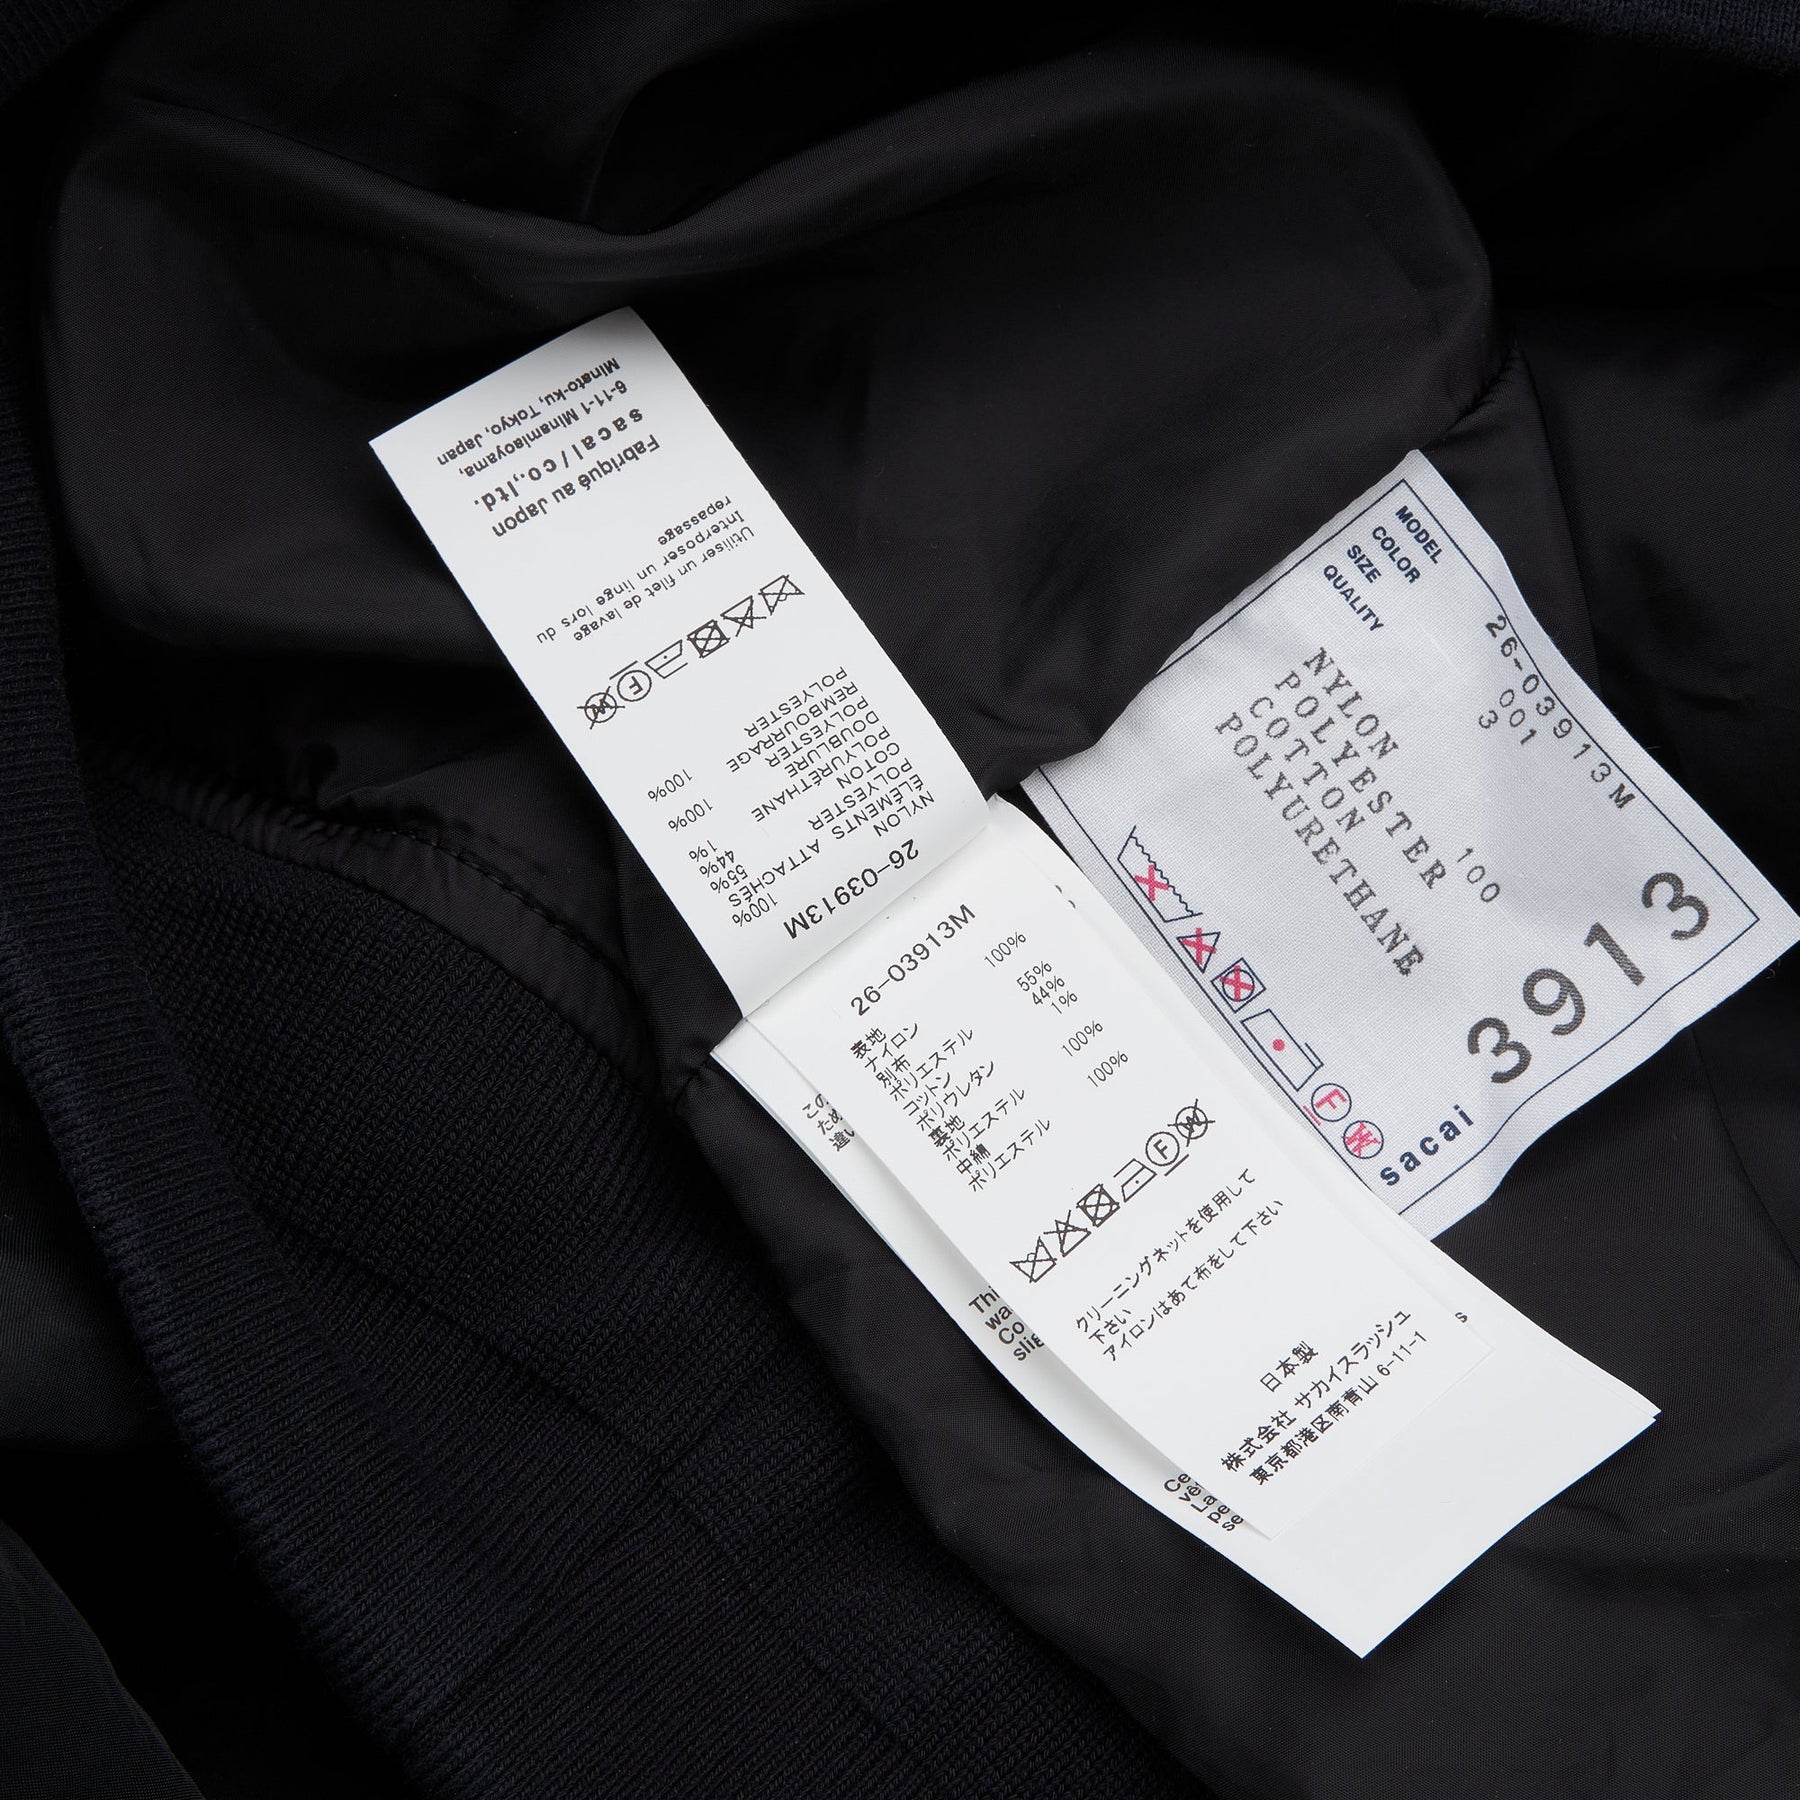 26-03913M
NYLON 100%
ÉLÉMENTS ATTACHÉS
POLYESTER 55%
COTON 44%
POLYURÉTHANE 1%
DOUBLURE
POLYESTER 100%
REMBOURRAGE
POLYESTER 100%
Utiliser un filet de lavage
Interposer un linge lors du
repassage
Fabriqué au Japon
sacai/co.,ltd.
6-11-1 Minamiaoyama,
Minato-ku, Tokyo, Japan
MODEL 26-03913M
COLOR 001
SIZE 3
QUALITY
NYLON 100
POLYESTER
COTTON
POLYURETHANE
3913
F
W
sacai
26-03913M
表地
ナイロン 100%
別布
ポリエステル 55%
コットン 44%
ポリウレタン 1%
裏地
ポリエステル 100%
中綿
ポリエステル 100%
クリーニングネットを使用して
下さい
アイロンはあて布をして下さい
日本製
株式会社 サカイスラッシュ
東京都港区南青山 6-11-1